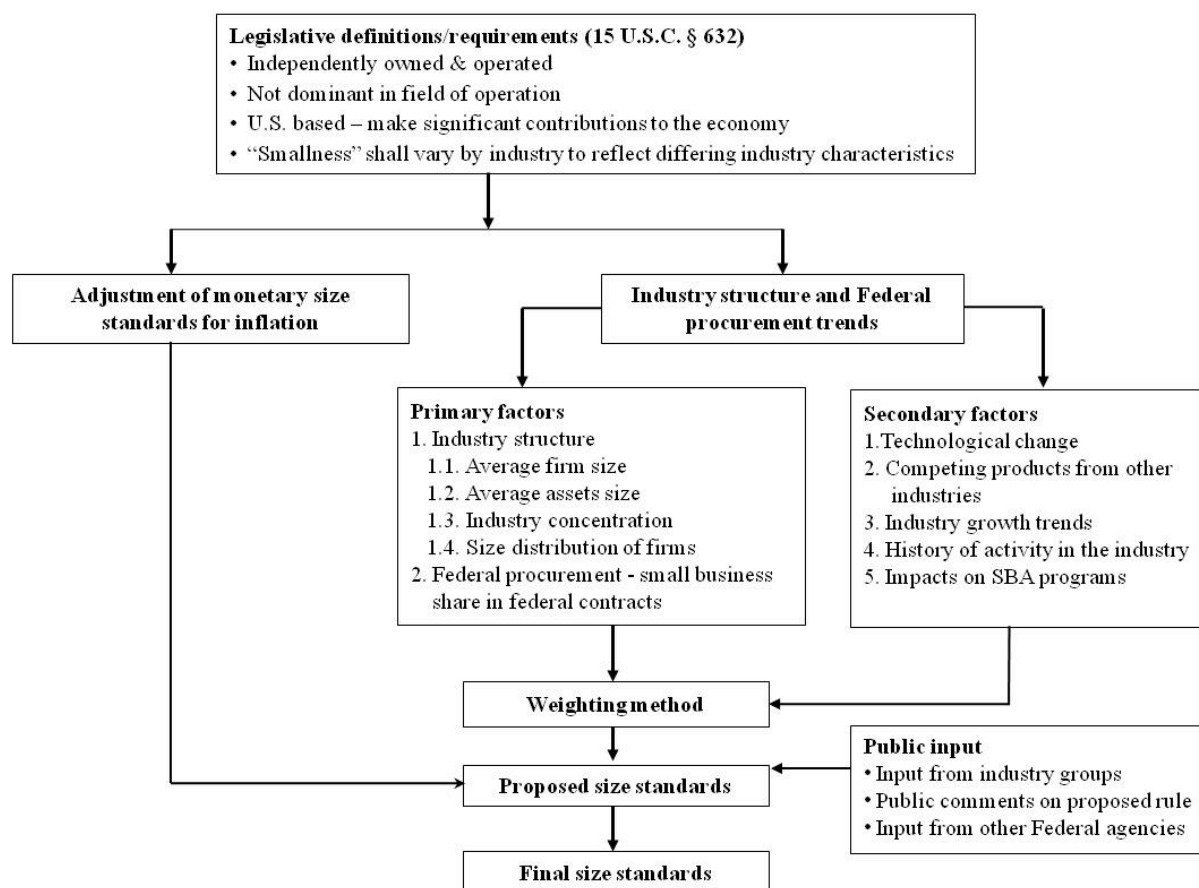 Legislative definitions/requirements (15 U.S.C. § 632)
• Independently owned & operated
• Not dominant in field of operation
• U.S. based – make significant contributions to the economy
• “Smallness” shall vary by industry to reflect differing industry characteristics
Adjustment of monetary size
standards for inflation
Industry structure and Federal
procurement trends
Primary factors
1. Industry structure
1.1. Average firm size
1.2. Average assets size
1.3. Industry concentration
1.4. Size distribution of firms
2. Federal procurement - small business
share in federal contracts
Secondary factors
1.Technological change
2. Competing products from other
industries
3. Industry growth trends
4. History of activity in the industry
5. Impacts on SBA programs
Weighting method
Public input
• Input from industry groups
• Public comments on proposed rule
• Input from other Federal agencies
Proposed size standards
Final size standards